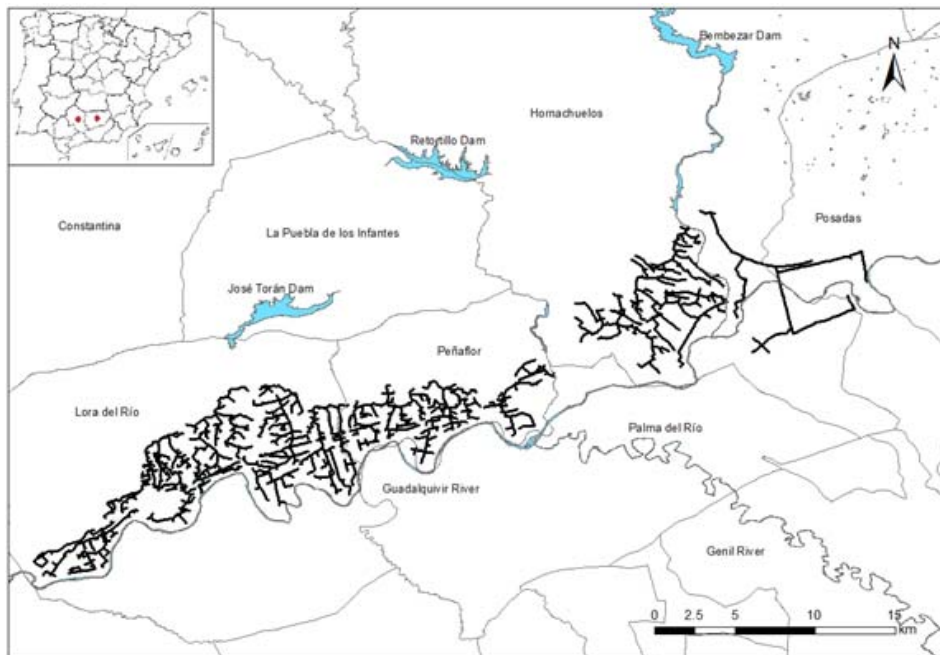 Bembezar Dam
N
Hornachuelos
Retortillo Dam
Posadas
Constantina
La Puebla de los Infantes
José Torán Dam
Peñaflor
Lora del Río
Palma del Río
Guadalquivir River
Genil River
0 2.5 5 10 15
km